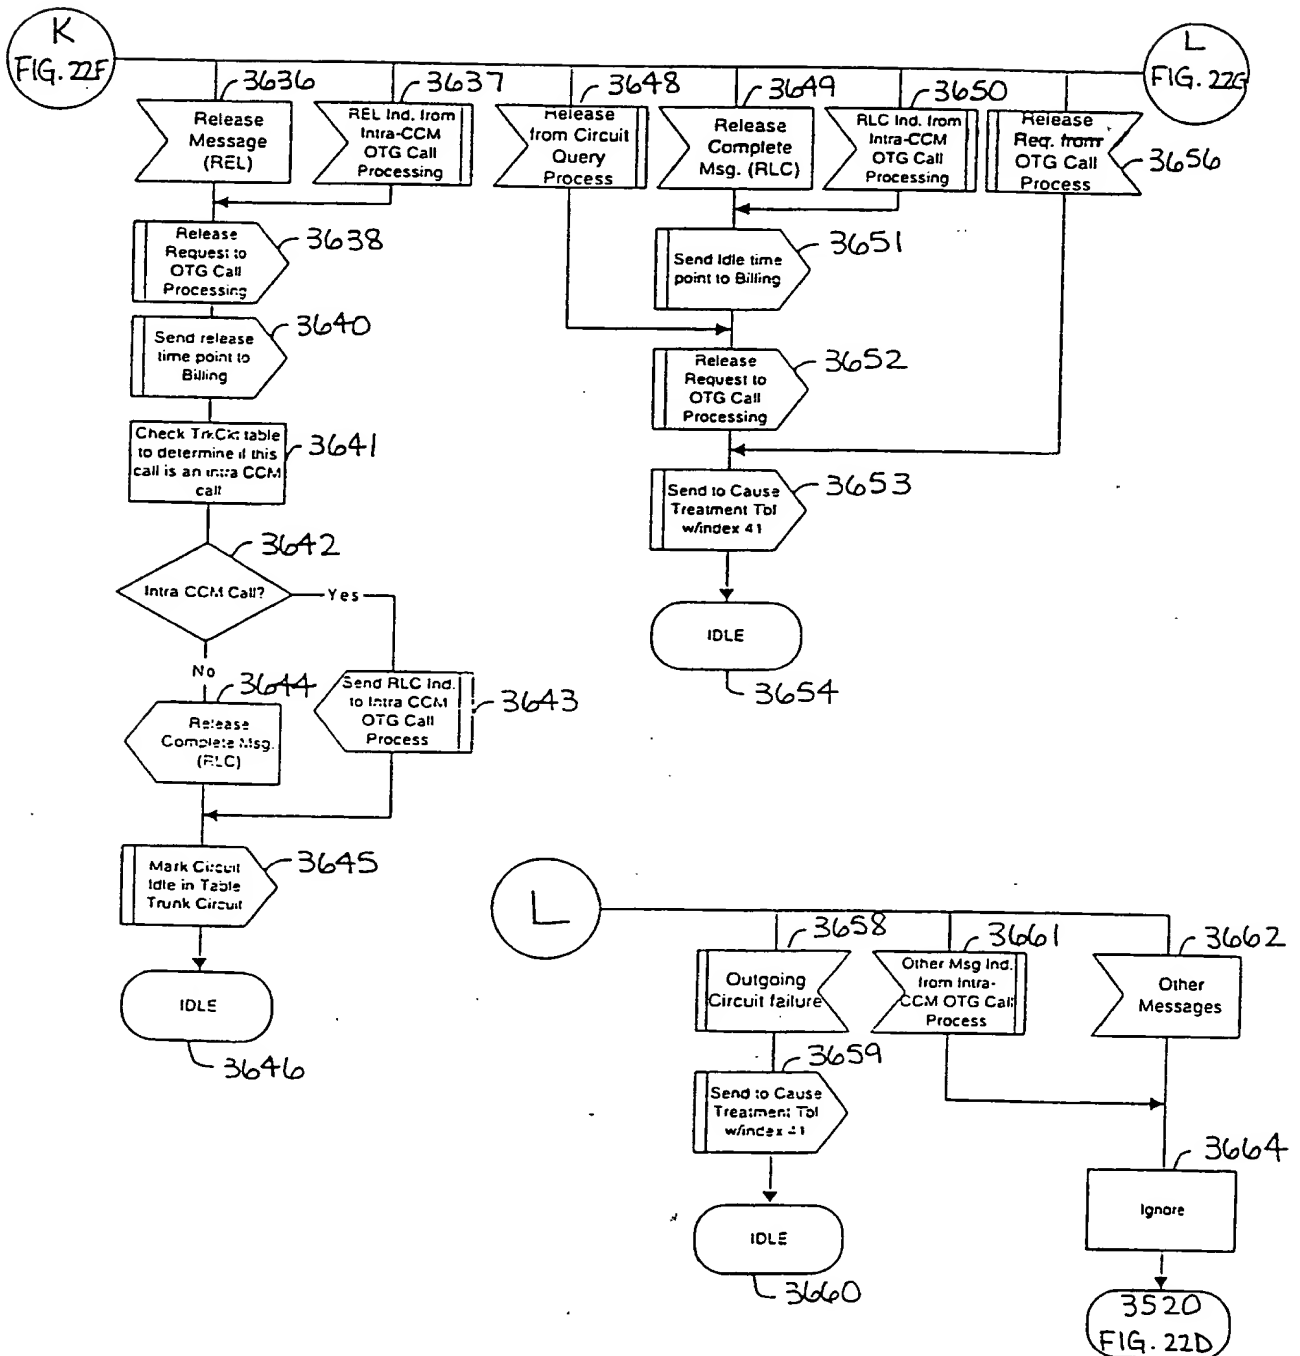 K
FIG. 22F
L
FIG. 22G
3636
3637
3648
3649
3650
3656
Release
Message
(REL)
REL Ind. from
Intra-CCM
OTG Call
Processing
Release
from Circuit
Query
Process
Release
Complete
Msg. (RLC)
RLC Ind. from
Intra-CCM
OTG Call
Processing
Release
Req. from
OTG Call
Process
Release
Request to
OTG Call
Processing
3638
Send Idle time
point to Billing
3651
Send release
time point to
Billing
3640
Release
Request to
OTG Call
Processing
3652
Check TrkCkt table
to determine if this
call is an intra CCM
call
3641
Send to Cause
Treatment Tbl
w/index 41
3653
3642
Intra CCM Call?
Yes
No
IDLE
3654
3644
Release
Complete Msg.
(RLC)
Send RLC Ind.
to Intra CCM
OTG Call
Process
3643
Mark Circuit
Idle in Table
Trunk Circuit
3645
IDLE
3646
L
3658
3661
3662
Outgoing
Circuit failure
Other Msg Ind.
from Intra-
CCM OTG Call
Process
Other
Messages
3659
Send to Cause
Treatment Tbl
w/index 41
3664
Ignore
IDLE
3660
3520
FIG. 22D